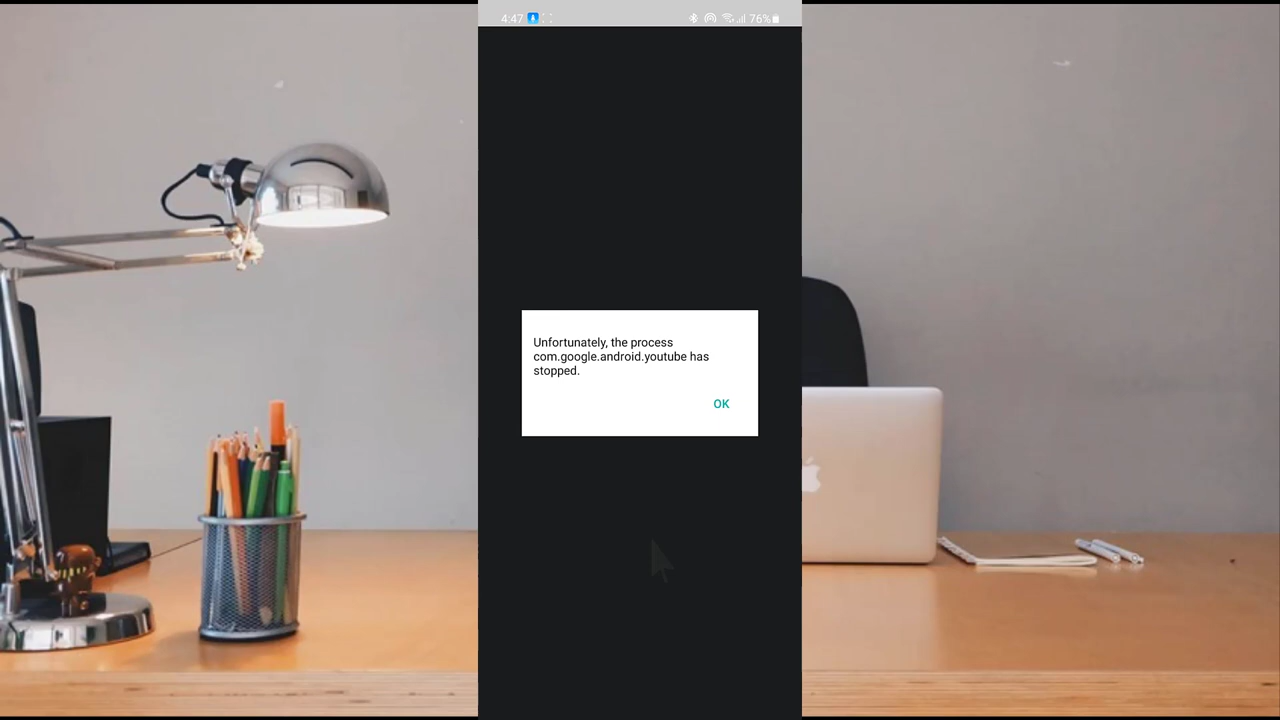 4:47
76%
Unfortunately, the process
com.google.android.youtube has
stopped.
OK